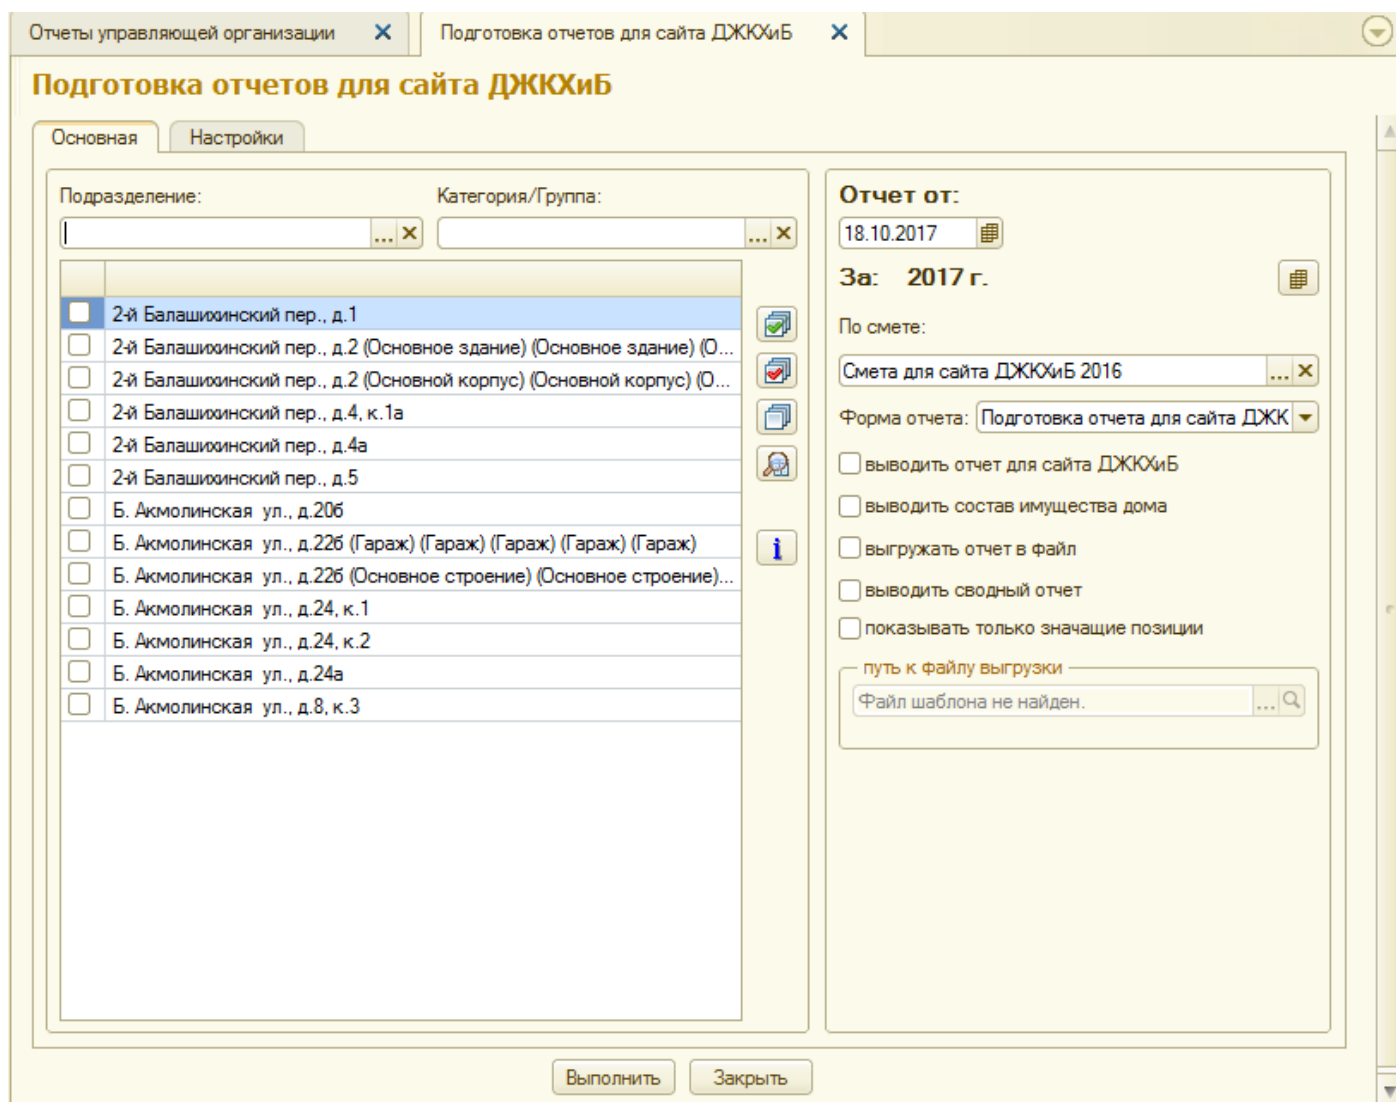 Отчеты управляющей организации
Подготовка отчетов для сайта ДЖКХиБ
Подготовка отчетов для сайта ДЖКХиБ
Основная
Настройки
Подразделение:
Категория/Группа:
2-й Балашихинский пер., д.1
2-й Балашихинский пер., д.2 (Основное здание) (Основное здание) (О...
2-й Балашихинский пер., д.2 (Основной корпус) (Основной корпус) (О...
2-й Балашихинский пер., д.4, к.1а
2-й Балашихинский пер., д.4а
2-й Балашихинский пер., д.5
Б. Акмолинская ул., д.20б
Б. Акмолинская ул., д.22б (Гараж) (Гараж) (Гараж) (Гараж) (Гараж)
Б. Акмолинская ул., д.22б (Основное строение) (Основное строение)...
Б. Акмолинская ул., д.24, к.1
Б. Акмолинская ул., д.24, к.2
Б. Акмолинская ул., д.24а
Б. Акмолинская ул., д.8, к.3
Отчет от:
18.10.2017
За: 2017 г.
По смете:
Смета для сайта ДЖКХиБ 2016
Форма отчета: Подготовка отчета для сайта ДЖК
выводить отчет для сайта ДЖКХиБ
выводить состав имущества дома
выгружать отчет в файл
выводить сводный отчет
показывать только значащие позиции
путь к файлу выгрузки
Файл шаблона не найден.
Выполнить
Закрыть